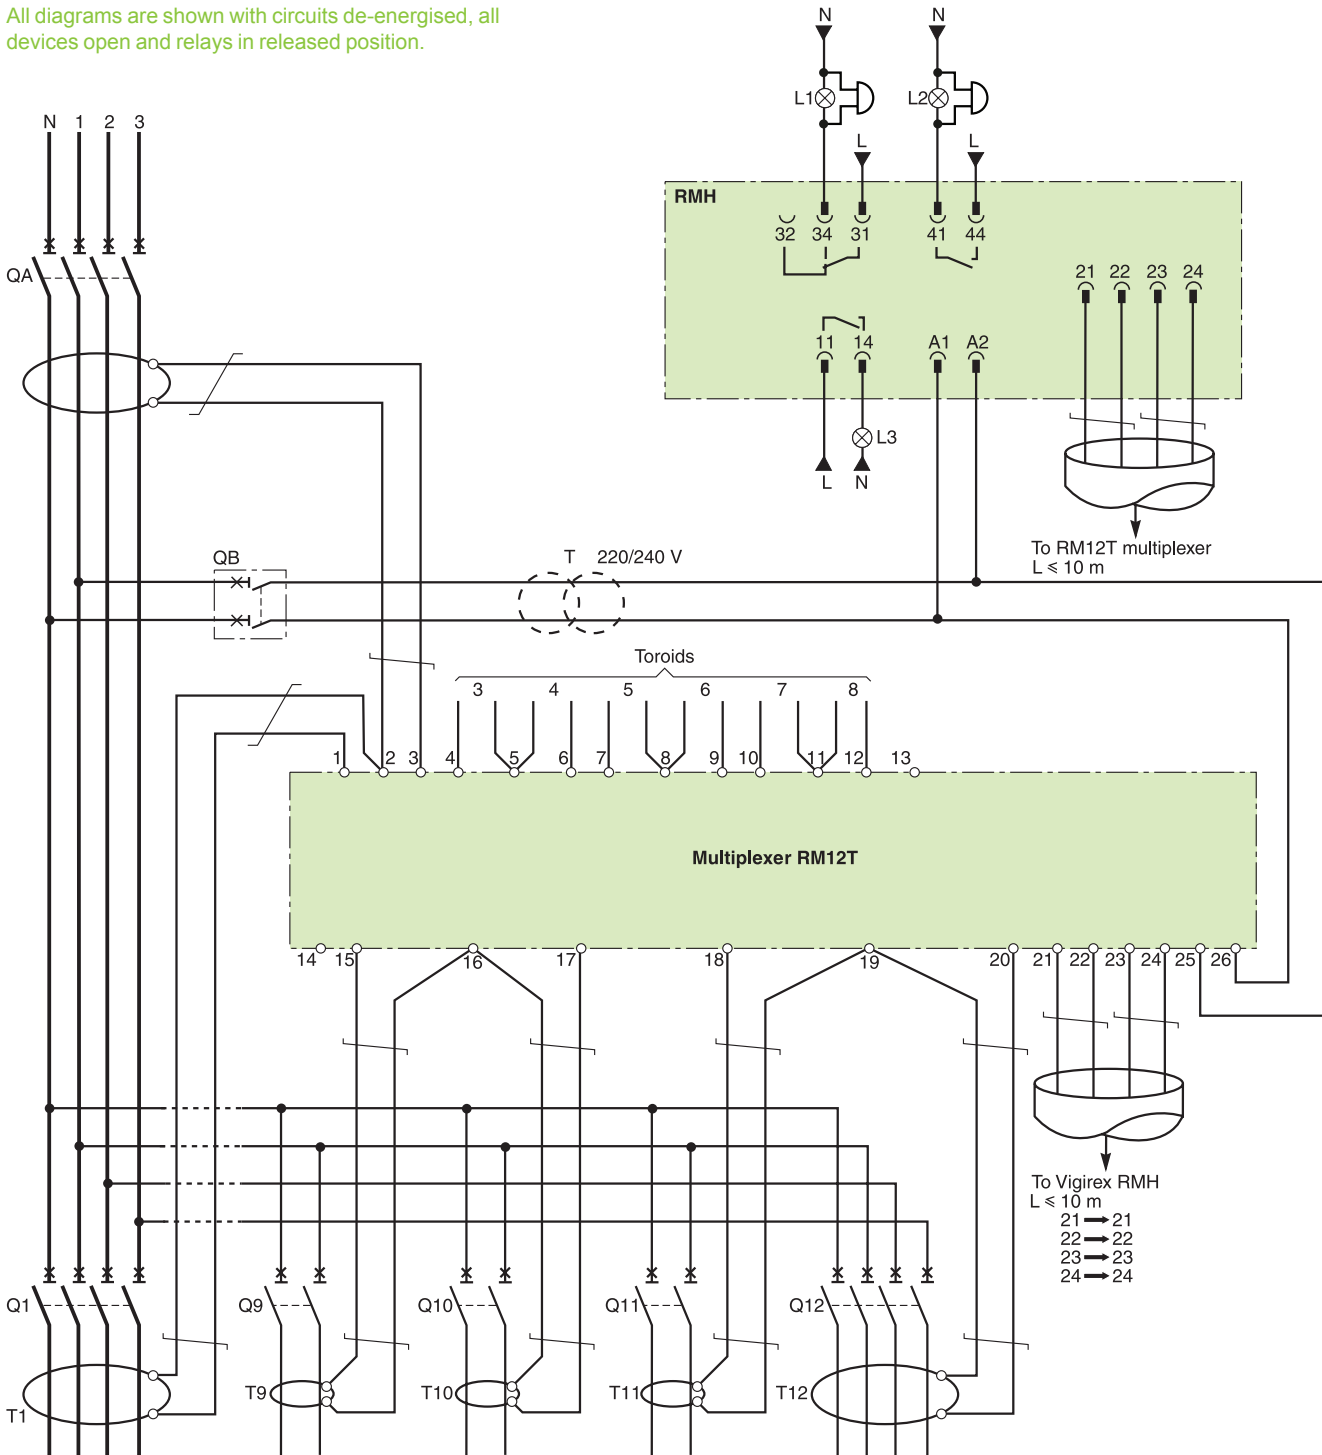 All diagrams are shown with circuits de-energised, all
devices open and relays in released position.
N N
L1 L2
L L
N 1 2 3
RMH
32 34 31 41 44
21 22 23 24
QA
11 14 A1 A2
L3
L N
To RM12T multiplexer
L ⩽ 10 m
QB
T 220/240 V
Toroids
3 4 5 6 7 8
1 2 3 4 5 6 7 8 9 10 11 12 13
Multiplexer RM12T
14 15 16 17 18 19 20 21 22 23 24 25 26
To Vigirex RMH
L ⩽ 10 m
21 → 21
22 → 22
23 → 23
24 → 24
Q1 Q9 Q10 Q11 Q12
T1 T9 T10 T11 T12